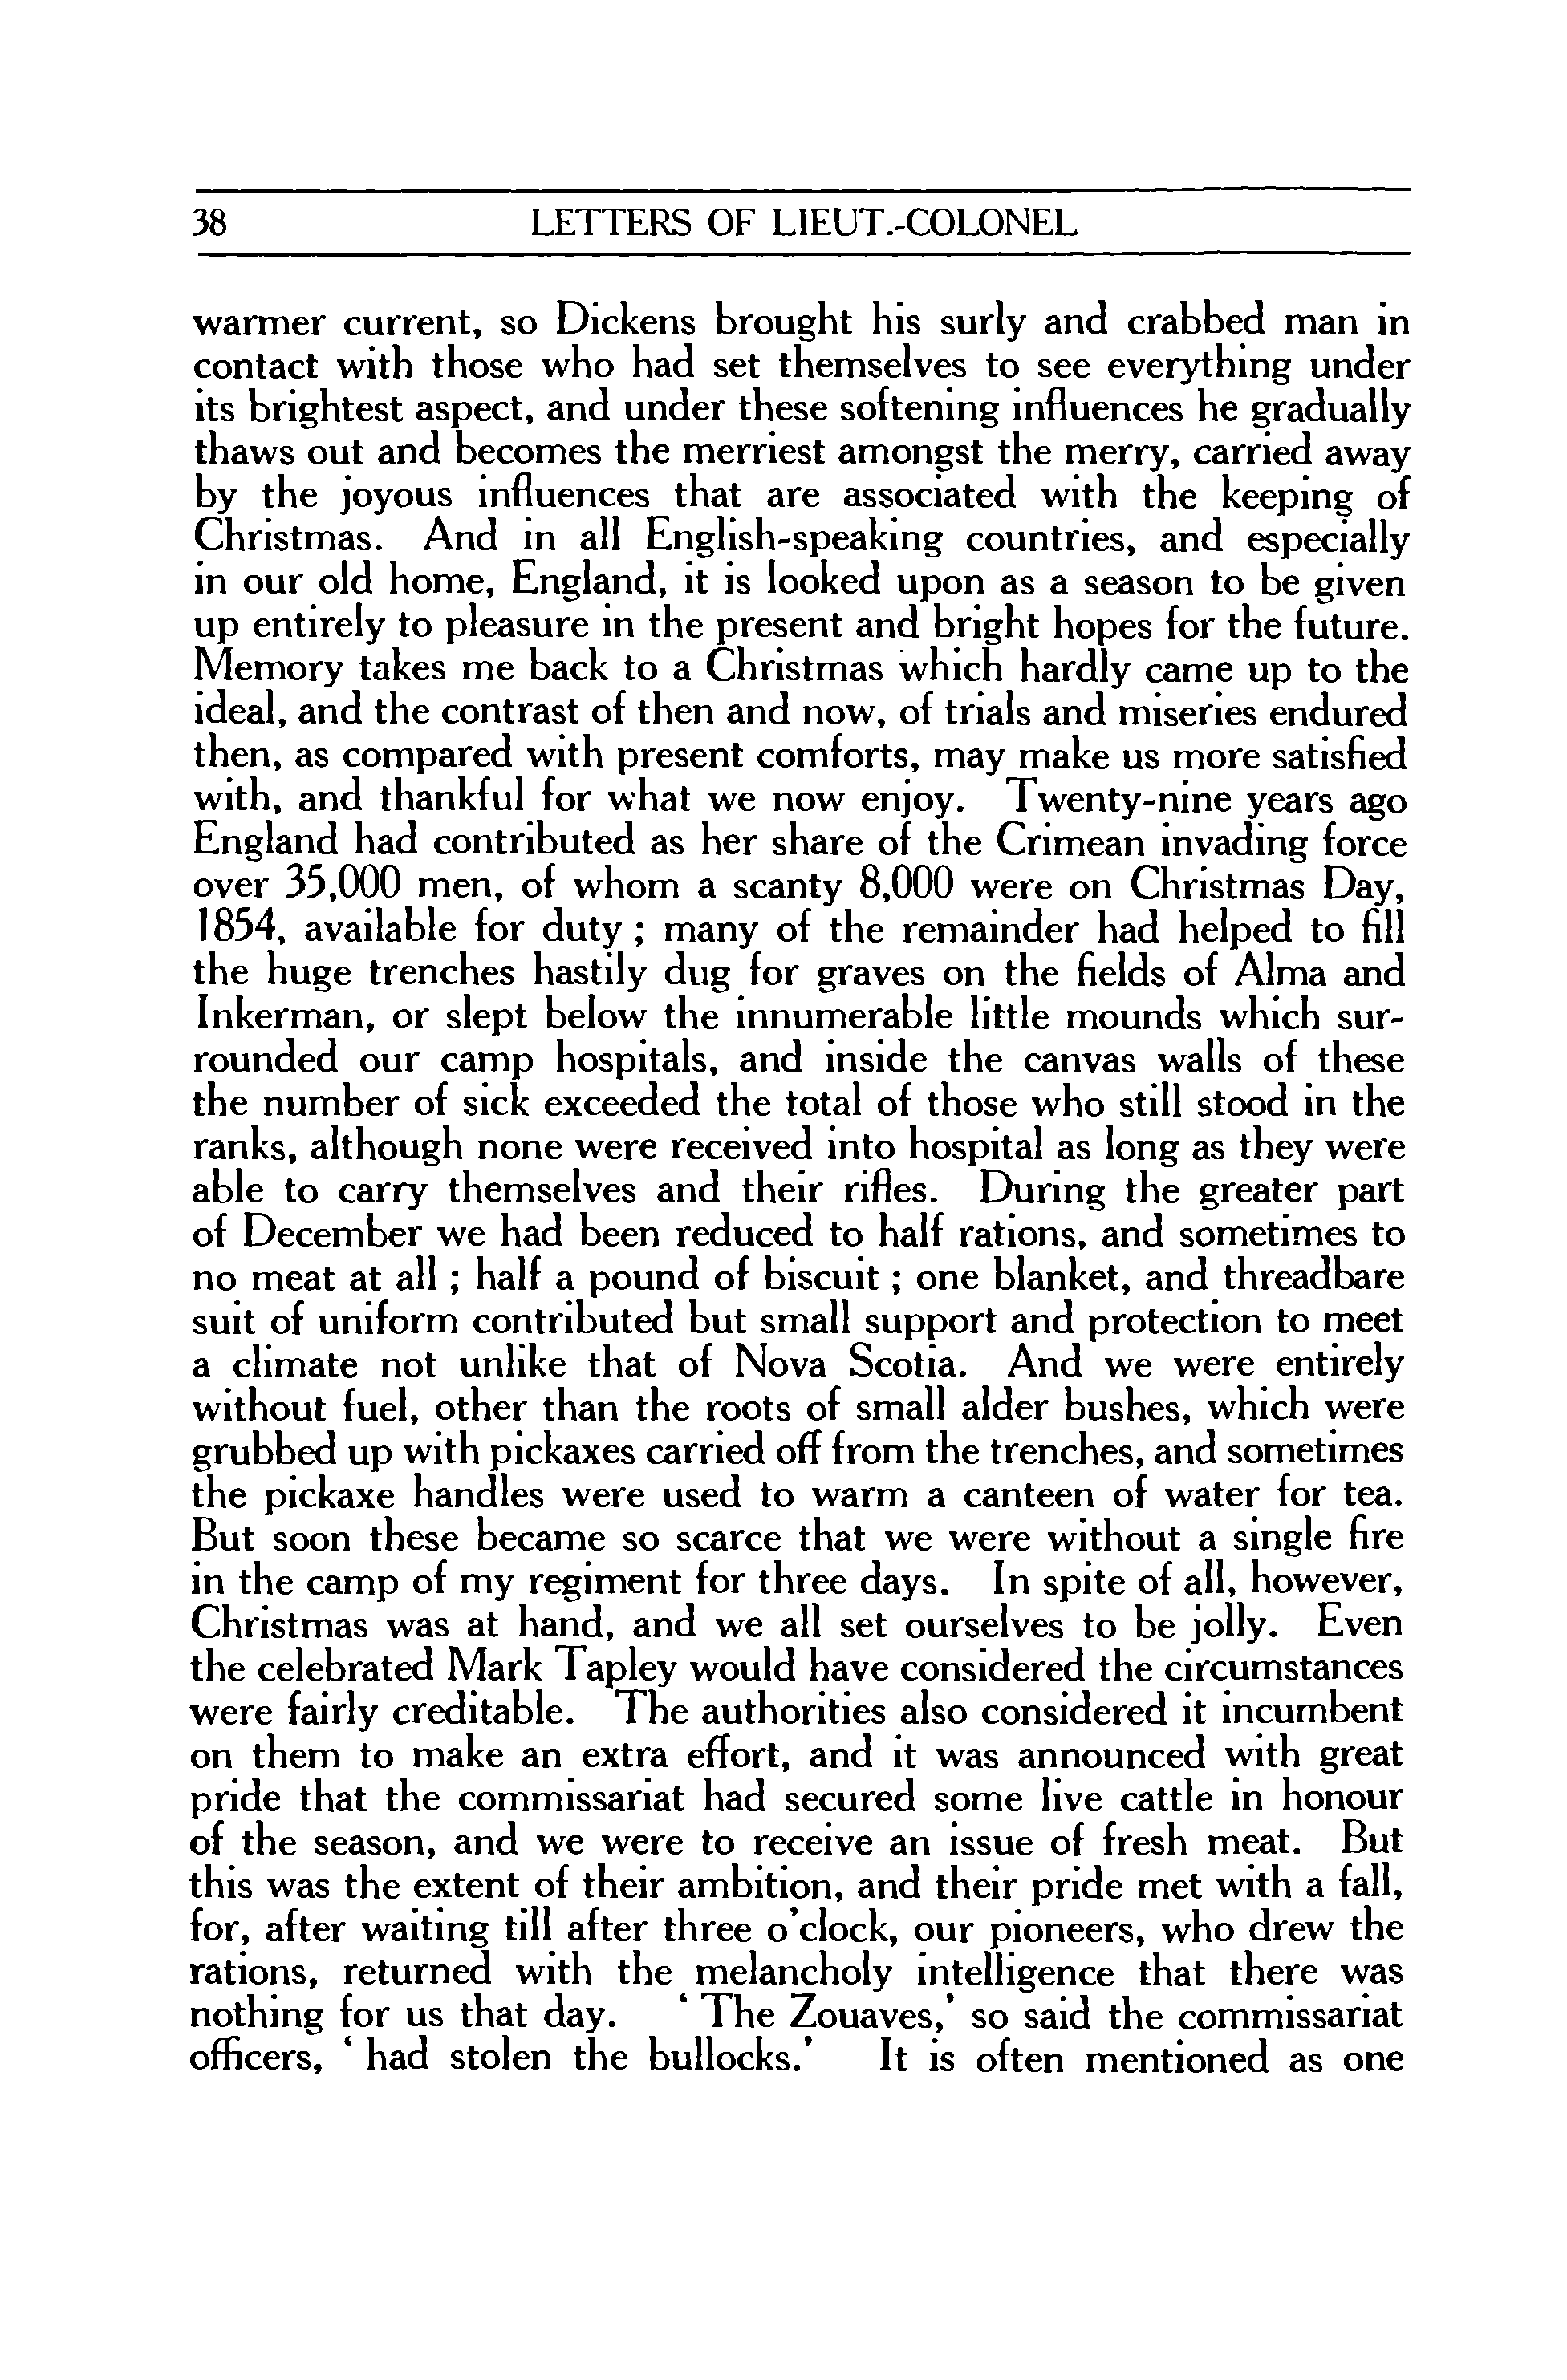 38 LETTERS OF LIEUT.-COLONEL
warmer current, so Dickens brought his surly and crabbed man in
contact with those who had set themselves to see everything under
its brightest aspect, and under these softening influences he gradually
thaws out and becomes the merriest amongst the merry, carried away
by the joyous influences that are associated with the keeping of
Christmas. And in all English-speaking countries, and especially
in our old home, England, it is looked upon as a season to be given
up entirely to pleasure in the present and bright hopes for the future.
Memory takes me back to a Christmas which hardly came up to the
ideal, and the contrast of then and now, of trials and miseries endured
then, as compared with present comforts, may make us more satisfied
with, and thankful for what we now enjoy. Twenty-nine years ago
England had contributed as her share of the Crimean invading force
over 35,000 men, of whom a scanty 8,000 were on Christmas Day,
1854, available for duty ; many of the remainder had helped to fill
the huge trenches hastily dug for graves on the fields of Alma and
Inkerman, or slept below the innumerable little mounds which sur-
rounded our camp hospitals, and inside the canvas walls of these
the number of sick exceeded the total of those who still stood in the
ranks, although none were received into hospital as long as they were
able to carry themselves and their rifles. During the greater part
of December we had been reduced to half rations, and sometimes to
no meat at all ; half a pound of biscuit ; one blanket, and threadbare
suit of uniform contributed but small support and protection to meet
a climate not unlike that of Nova Scotia. And we were entirely
without fuel, other than the roots of small alder bushes, which were
grubbed up with pickaxes carried off from the trenches, and sometimes
the pickaxe handles were used to warm a canteen of water for tea.
But soon these became so scarce that we were without a single fire
in the camp of my regiment for three days. In spite of all, however,
Christmas was at hand, and we all set ourselves to be jolly. Even
the celebrated Mark Tapley would have considered the circumstances
were fairly creditable. The authorities also considered it incumbent
on them to make an extra effort, and it was announced with great
pride that the commissariat had secured some live cattle in honour
of the season, and we were to receive an issue of fresh meat. But
this was the extent of their ambition, and their pride met with a fall,
for, after waiting till after three o'clock, our pioneers, who drew the
rations, returned with the melancholy intelligence that there was
nothing for us that day. ‘ The Zouaves,’ so said the commissariat
officers, ‘ had stolen the bullocks.’ It is often mentioned as one